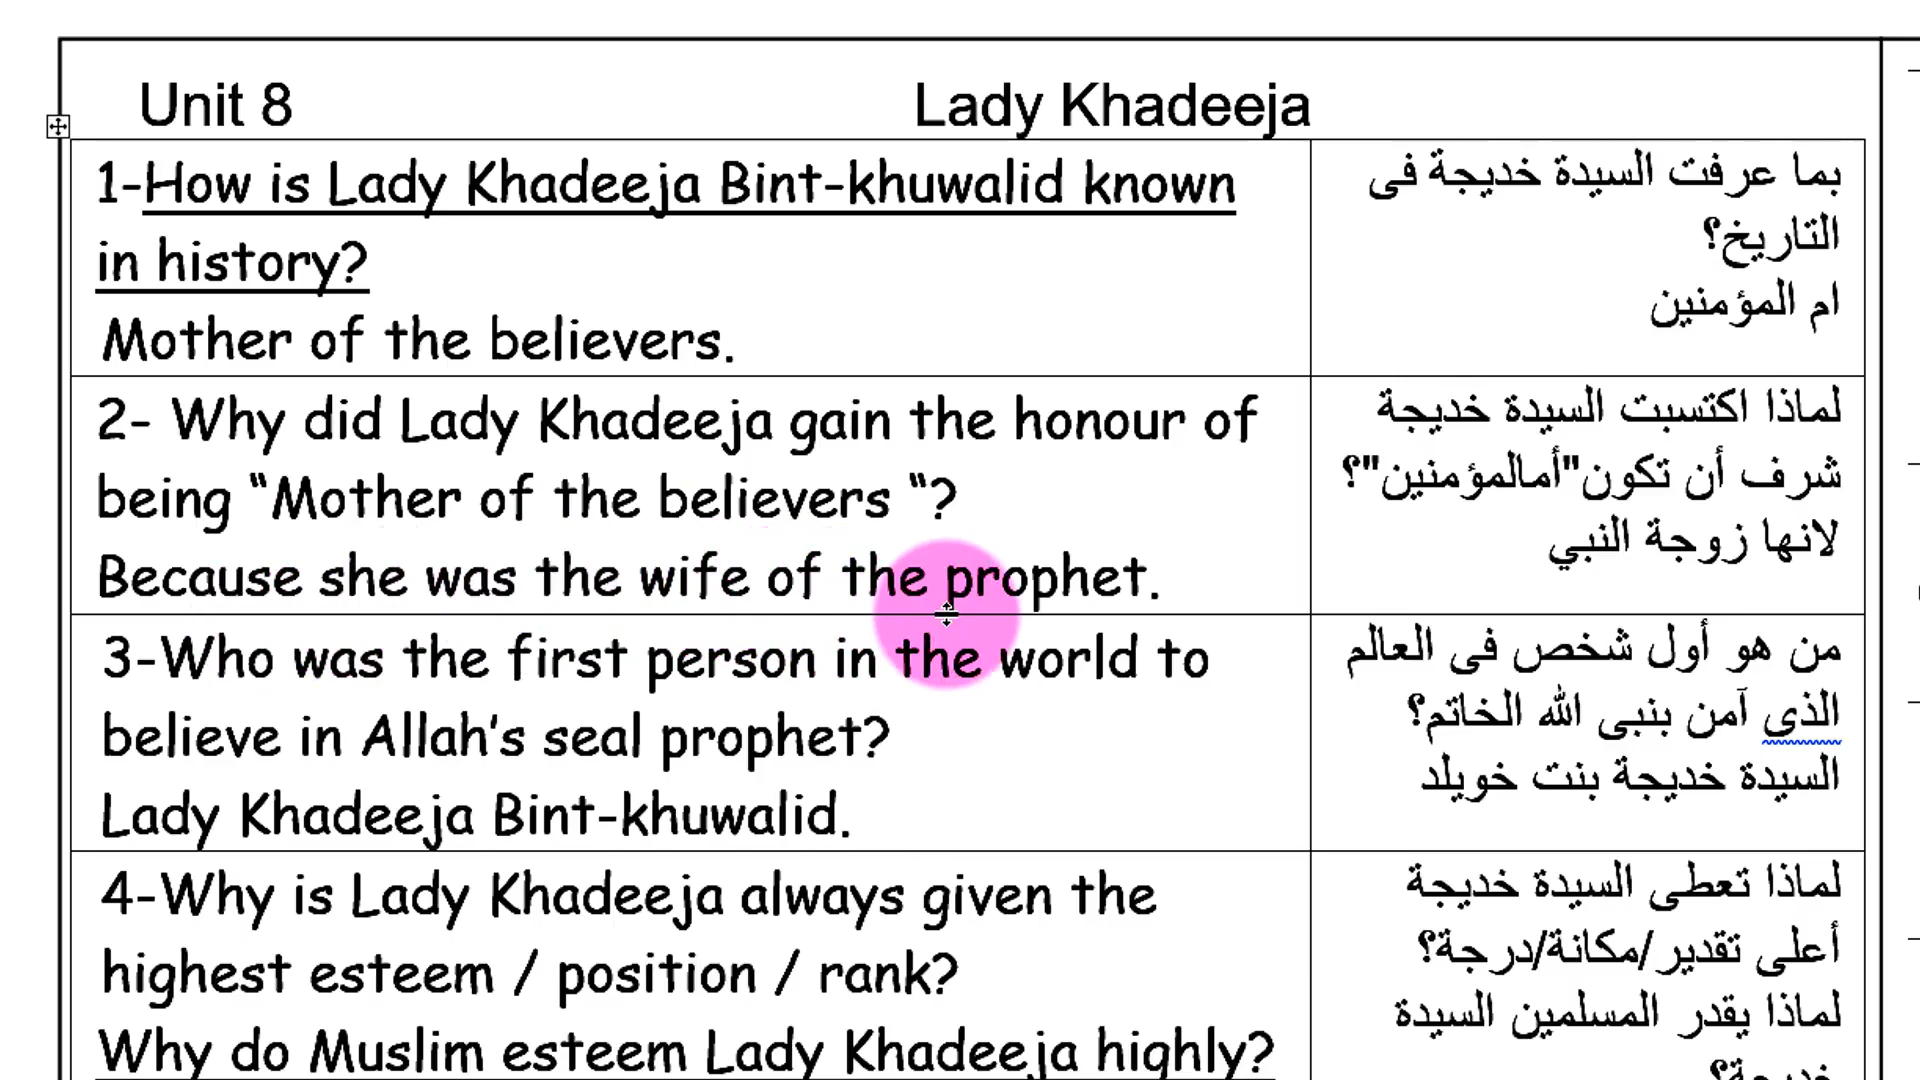 Unit 8 Lady Khadeeja
1-How is Lady Khadeeja Bint-khuwalid known
in history?
Mother of the believers.
بما عرفت السيدة خديجة فى
التاريخ؟
ام المؤمنين
2- Why did Lady Khadeeja gain the honour of
being “Mother of the believers “?
Because she was the wife of the prophet.
لماذا اكتسبت السيدة خديجة
شرف أن تكون"أمالمؤمنين"؟
لانها زوجة النبي
3-Who was the first person in the world to
believe in Allah's seal prophet?
Lady Khadeeja Bint-khuwalid.
من هو أول شخص فى العالم
الذى آمن بنبى الله الخاتم؟
السيدة خديجة بنت خويلد
4-Why is Lady Khadeeja always given the
highest esteem / position / rank?
Why do Muslim esteem Lady Khadeeja highly?
لماذا تعطى السيدة خديجة
أعلى تقدير/مكانة/درجة؟
لماذا يقدر المسلمين السيدة
خديجة؟